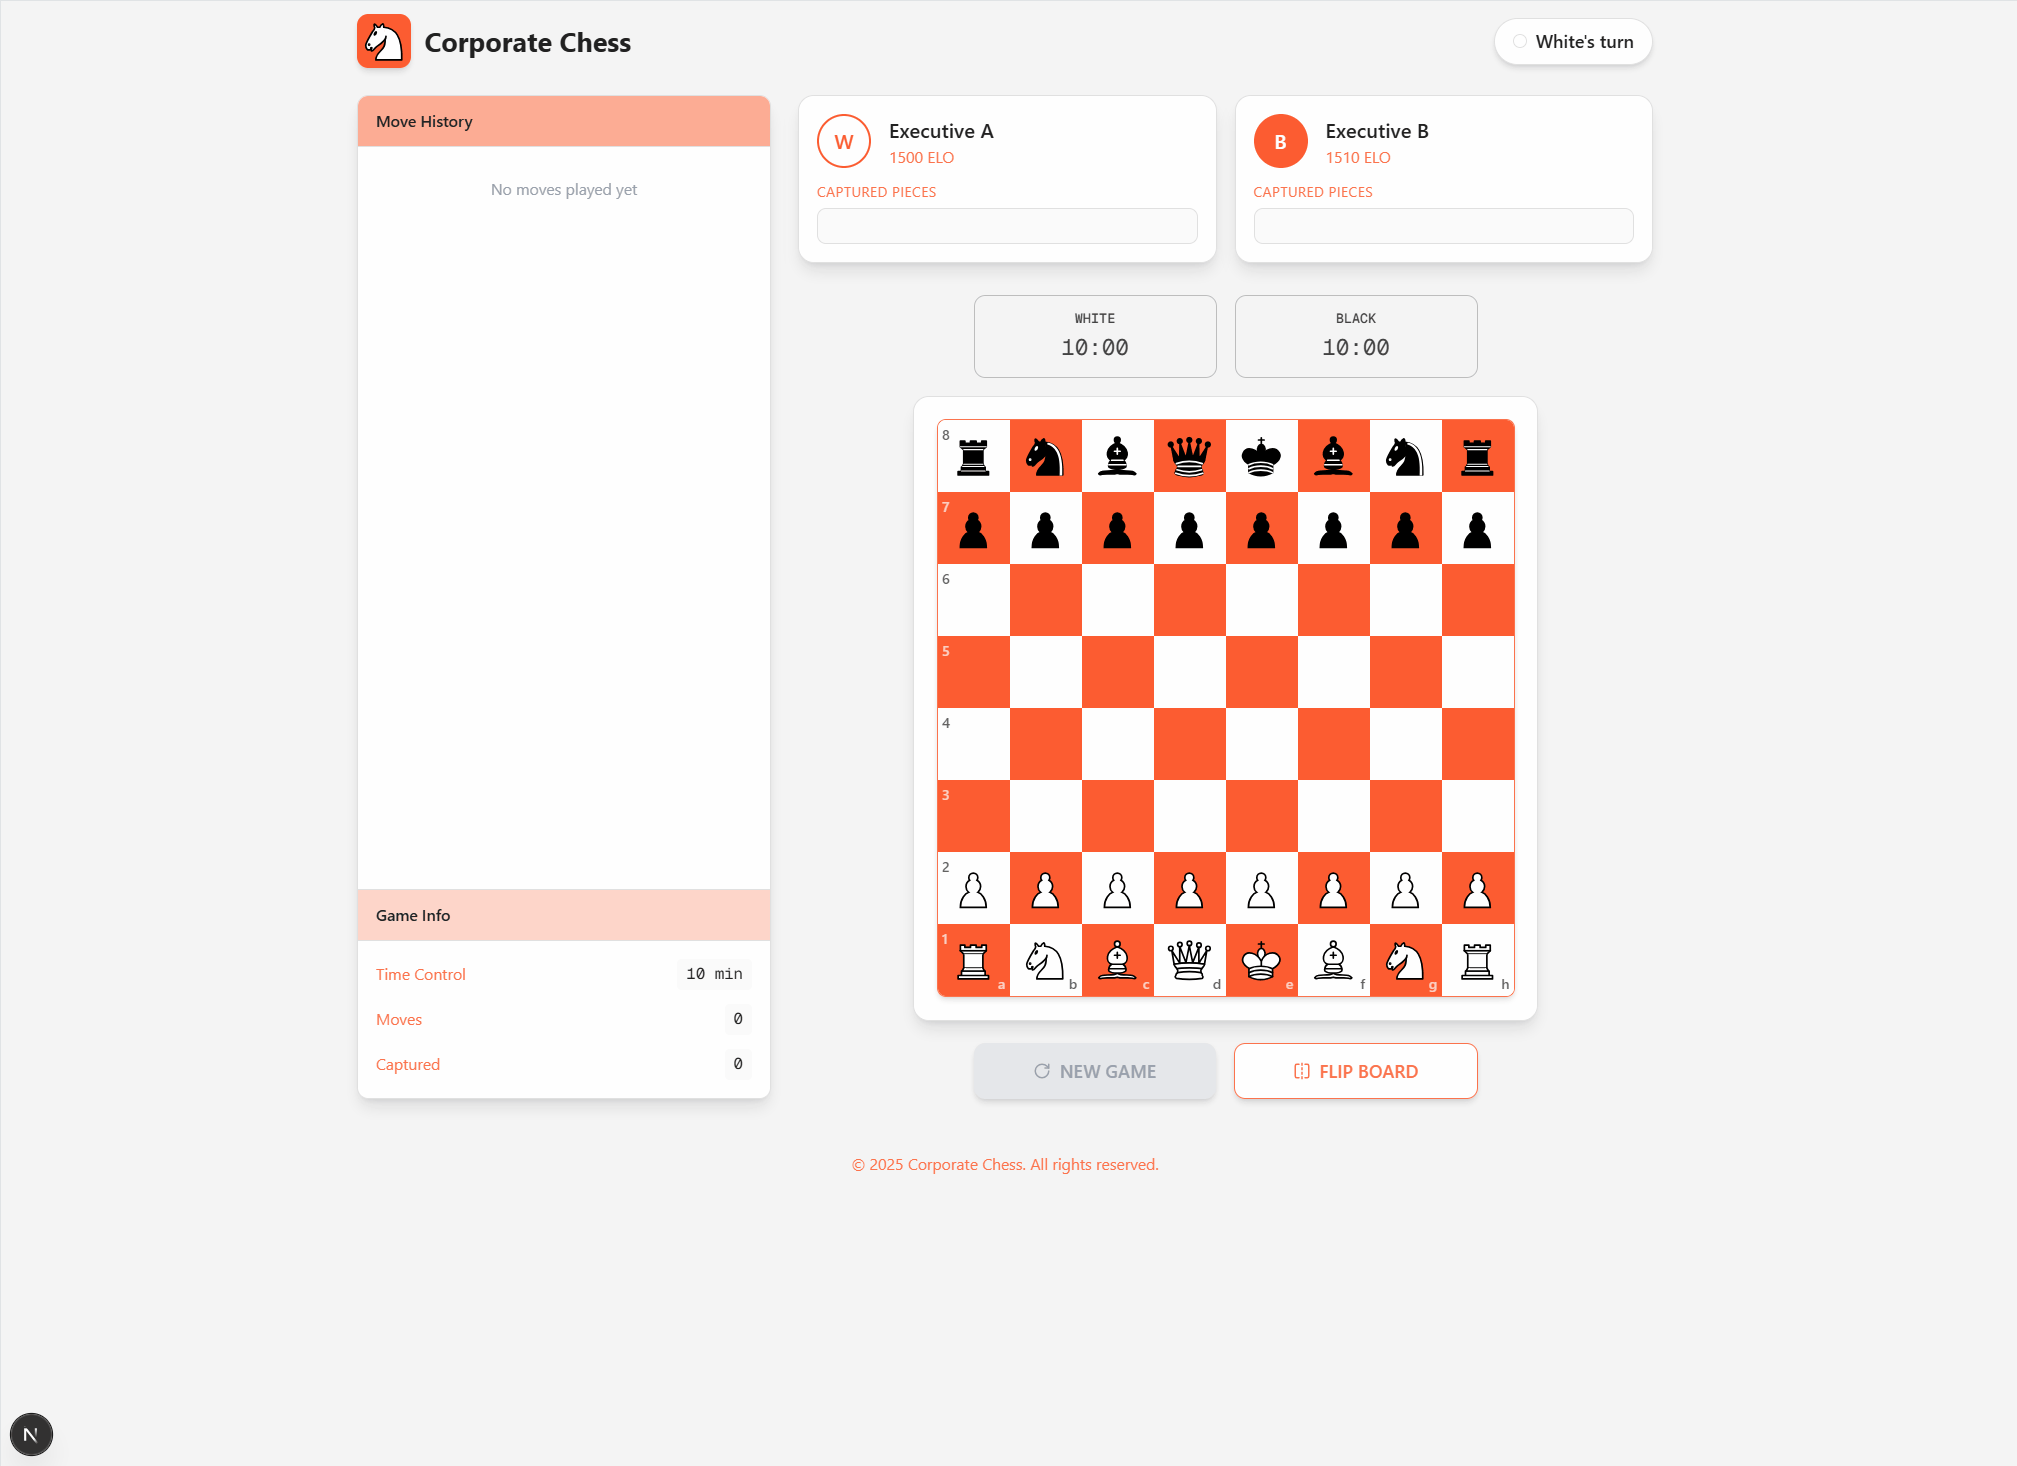 Corporate Chess
White's turn
Move History
No moves played yet
Game Info
Time Control
10 min
Moves
0
Captured
0
W
Executive A
1500 ELO
CAPTURED PIECES
B
Executive B
1510 ELO
CAPTURED PIECES
WHITE
10:00
BLACK
10:00
8
7
6
5
4
3
2
1
a b c d e f g h
NEW GAME
FLIP BOARD
© 2025 Corporate Chess. All rights reserved.
N